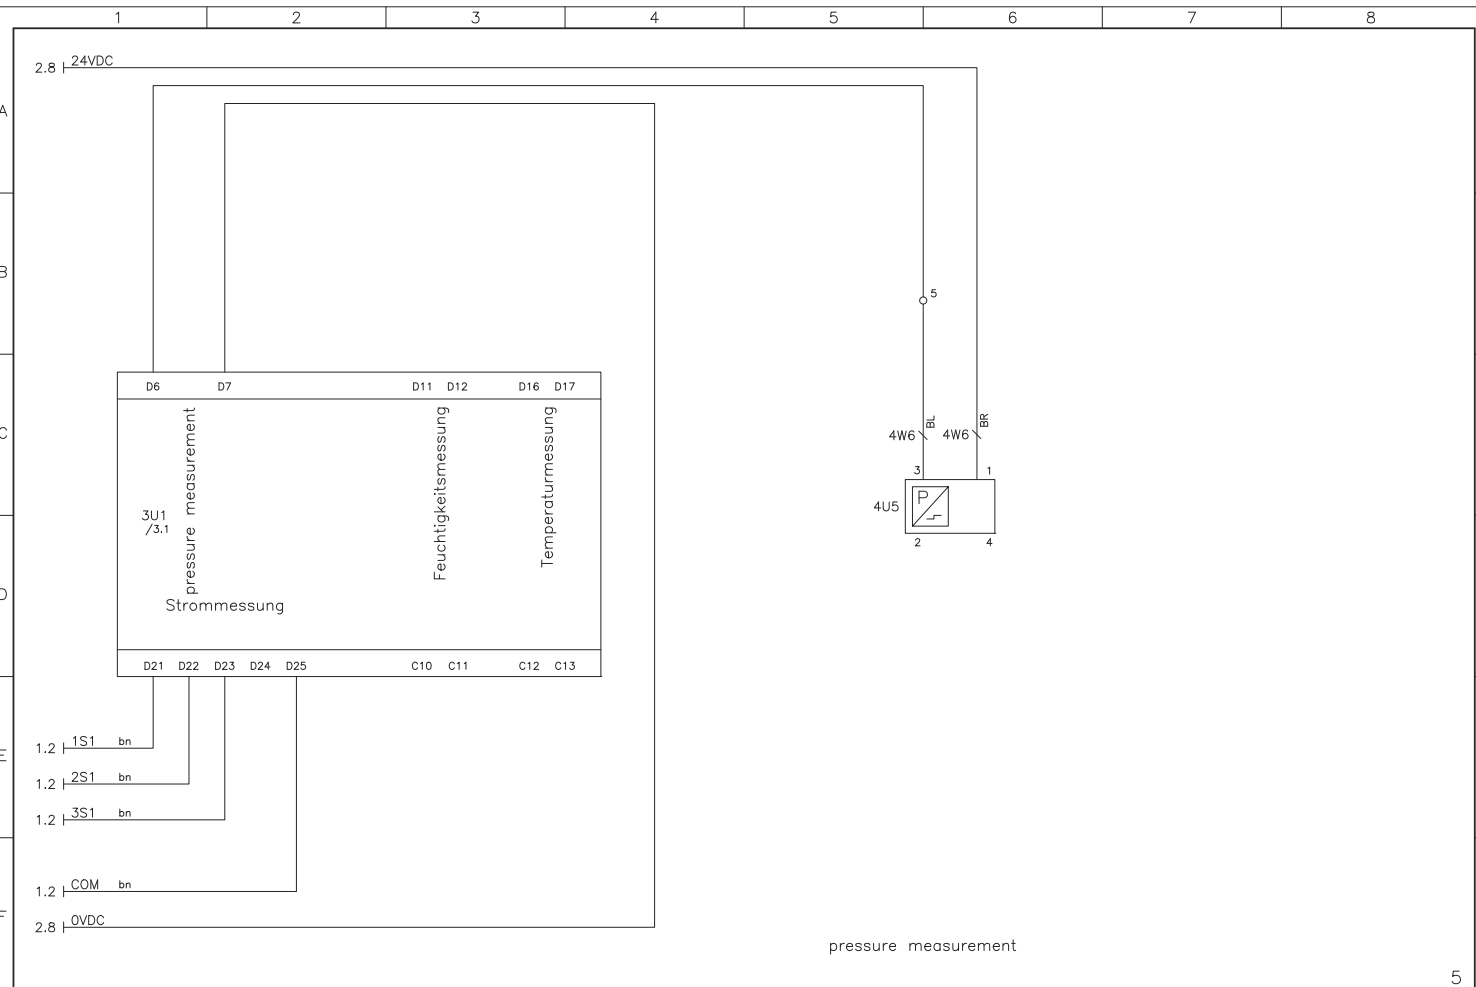 1 2 3 4 5 6 7 8
2.8 24VDC
A
B
5
D6 D7 D11 D12 D16 D17
C
BL BR
4W6 4W6
3 1
pressure measurement
Feuchtigkeitsmessung
Temperaturmessung
4U5 P
3U1
/3.1
2 4
D
Strommessung
D21 D22 D23 D24 D25 C10 C11 C12 C13
1.2 1S1 bn
E
1.2 2S1 bn
1.2 3S1 bn
1.2 COM bn
F
2.8 0VDC
pressure measurement
5